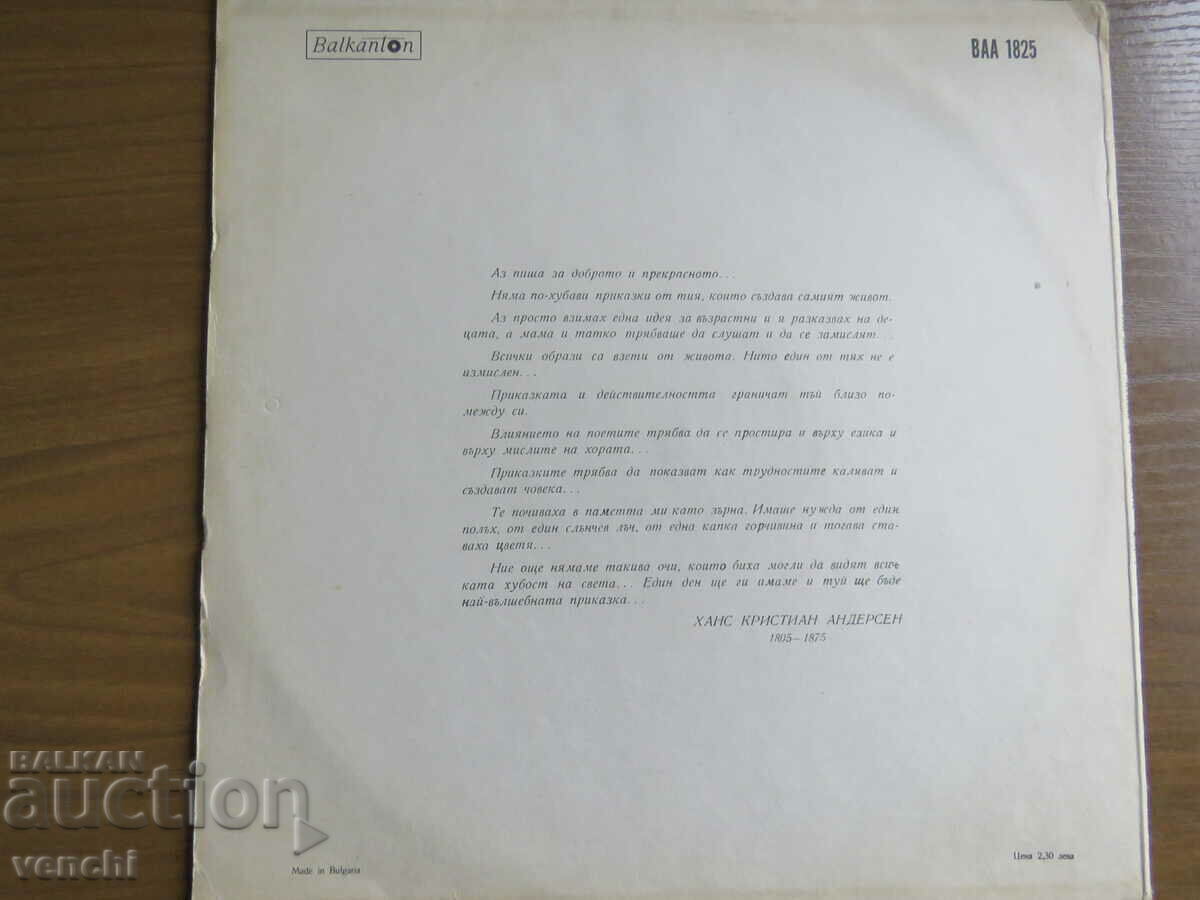 Balkanton
ВАА 1825
Аз пиша за доброто и прекрасното...
Няма по-хубави приказки от тия, които създава самият живот.
Аз просто взимах една идея за възрастни и я разказвах на де-
цата, а мама и татко трябваше да слушат и да се замислят...
Всички образи са взети от живота. Нито един от тях не е
измислен...
Приказката и действителността граничат тъй близо по-
между си.
Влиянието на поетите трябва да се простира и върху езика и
върху мислите на хората...
Приказките трябва да показват как трудностите каляват и
създават човека...
Те почиваха в паметта ми като зърна. Имаше нужда от един
полъх, от един слънчев лъч, от една капка горчивина и тогава ста-
ваха цветя...
Ние още нямаме такива очи, които биха могли да видят всич-
ката хубост на света... Един ден ще ги имаме и туй ще бъде
най-вълшебната приказка...
ХАНС КРИСТИАН АНДЕРСЕН
1805—1875
BALKAN
auction
venchi
Made in Bulgaria
Цена 2,30 лева